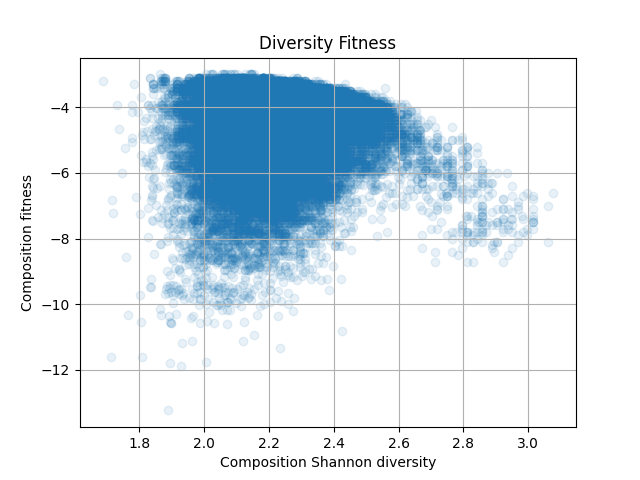 Diversity Fitness
Composition fitness
−4
−6
−8
−10
−12
1.8 2.0 2.2 2.4 2.6 2.8 3.0
Composition Shannon diversity